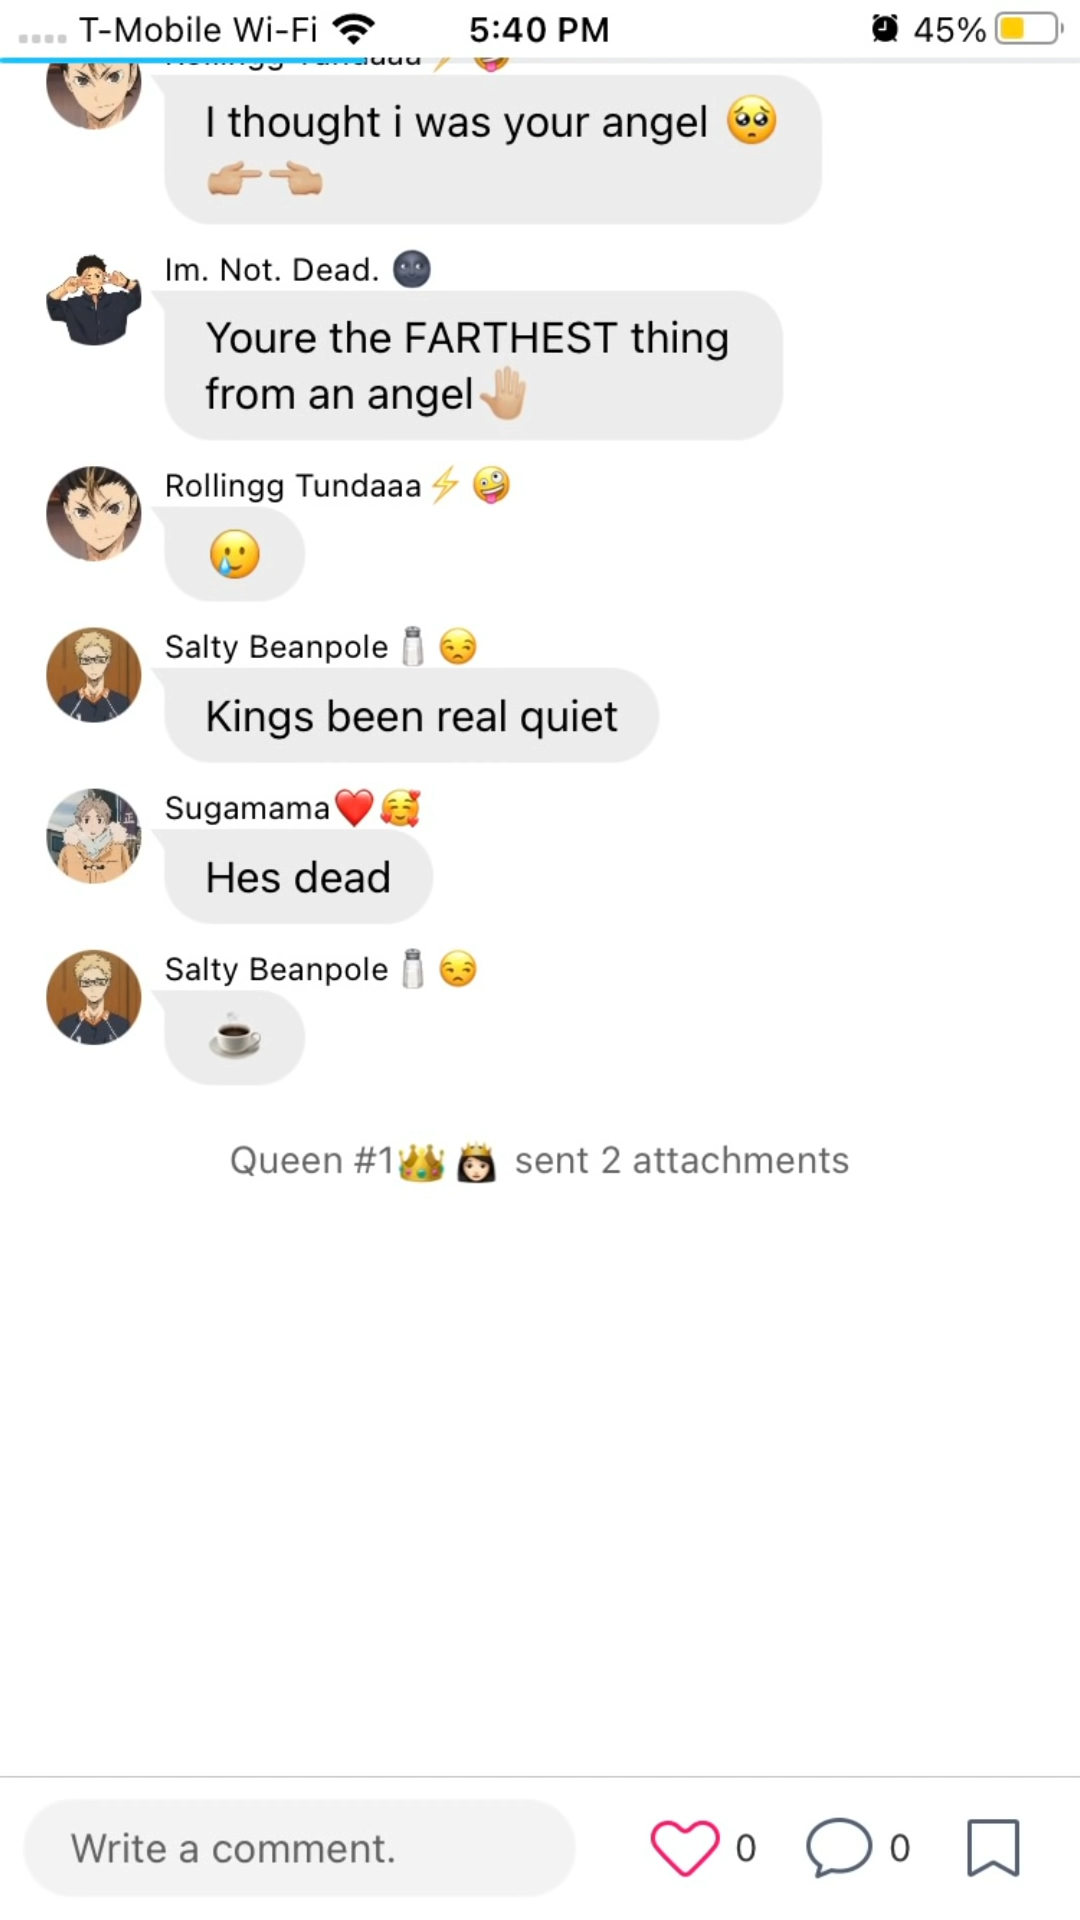 T-Mobile Wi-Fi 5:40 PM 45%
I thought i was your angel 🥺
👉🏼👈🏼
Im. Not. Dead. 🌚
Youre the FARTHEST thing
from an angel🤚🏼
Rollingg Tundaaa⚡🤪
🥲
Salty Beanpole🧂😒
Kings been real quiet
Sugamama❤️🥰
Hes dead
Salty Beanpole🧂😒
☕
Queen #1👑👸🏻 sent 2 attachments
Write a comment. 0 0